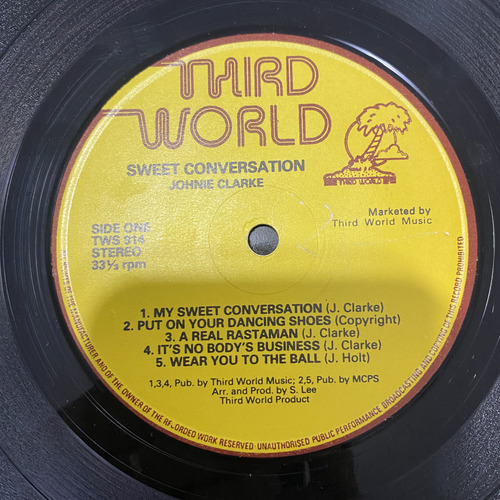 THIRD
WORLD
THIRD WORLD
SWEET CONVERSATION
JOHNIE CLARKE
Marketed by
Third World Music
SIDE ONE
TWS 914
STEREO
33⅓ rpm
1. MY SWEET CONVERSATION (J. Clarke)
2. PUT ON YOUR DANCING SHOES (Copyright)
3. A REAL RASTAMAN (J. Clarke)
4. IT'S NO BODY'S BUSINESS (J. Clarke)
5. WEAR YOU TO THE BALL (J. Holt)
1,3,4, Pub. by Third World Music; 2,5, Pub. by MCPS
Arr. and Prod. by S. Lee
Third World Product
MANUFACTURER AND OF THE OWNER OF THE RECORDED WORK RESERVED · UNAUTHORISED PUBLIC PERFORMANCE BROADCASTING AND COPYING OF THIS RECORD PROHIBITED